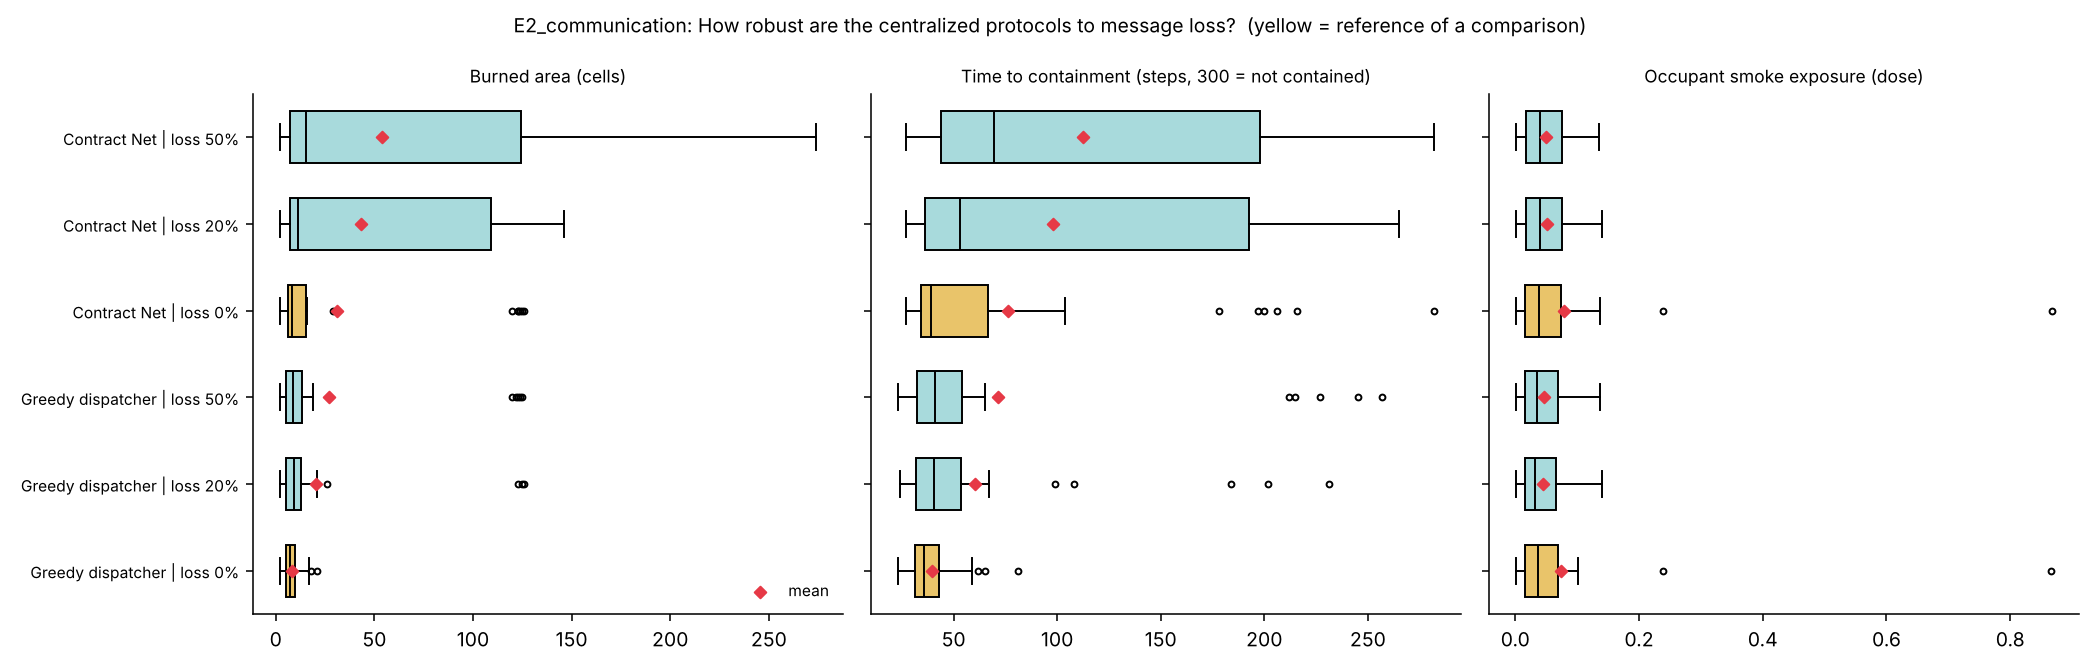 E2_communication: How robust are the centralized protocols to message loss?  (yellow = reference of a comparison)
Burned area (cells)
Time to containment (steps, 300 = not contained)
Occupant smoke exposure (dose)
Contract Net | loss 50%
Contract Net | loss 20%
Contract Net | loss 0%
Greedy dispatcher | loss 50%
Greedy dispatcher | loss 20%
Greedy dispatcher | loss 0%
mean
0 50 100 150 200 250
50 100 150 200 250
0.0 0.2 0.4 0.6 0.8